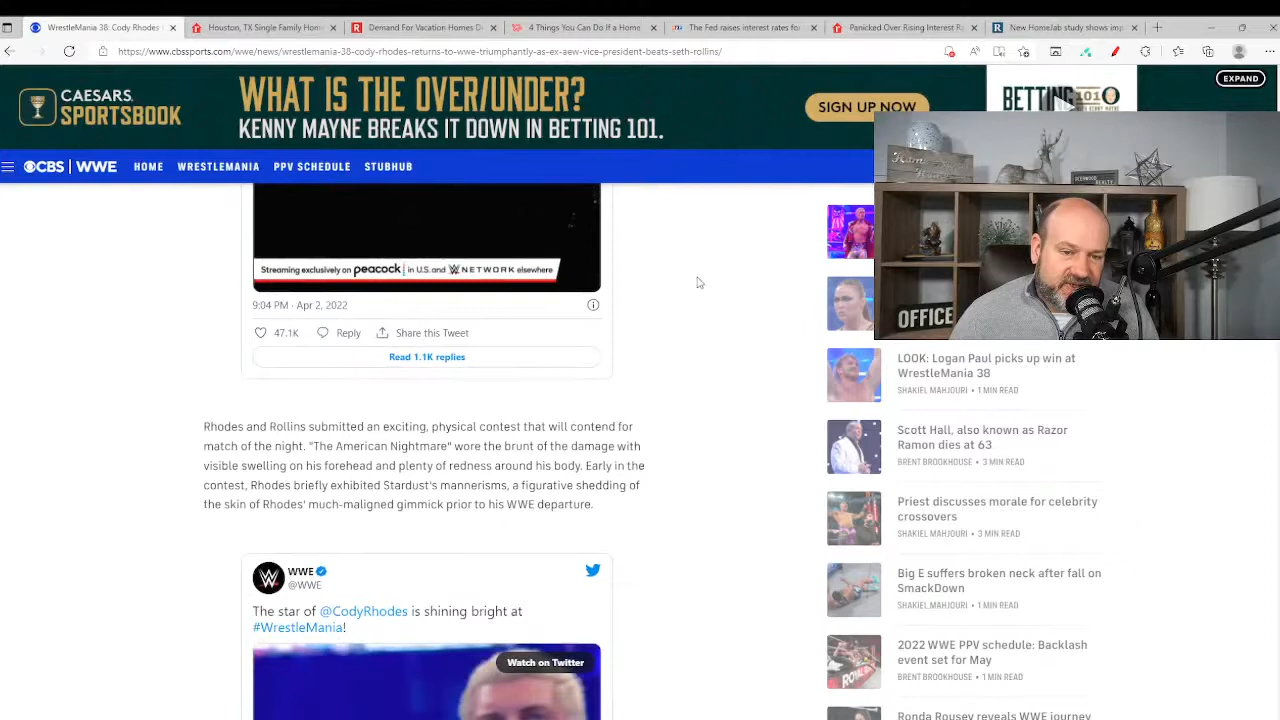 WrestleMania 38: Cody Rhodes
Houston, TX Single Family Home
Demand For Vacation Homes D
4 Things You Can Do If a Home
The Fed raises interest rates for
Panicked Over Rising Interest R
New HomeJab study shows imp
https://www.cbssports.com/wwe/news/wrestlemania-38-cody-rhodes-returns-to-wwe-triumphantly-as-ex-aew-vice-president-beats-seth-rollins/
CAESARS
SPORTSBOOK
WHAT IS THE OVER/UNDER?
KENNY MAYNE BREAKS IT DOWN IN BETTING 101.
SIGN UP NOW
BETTING 101
EXPAND
CBS | WWE
HOME
WRESTLEMANIA
PPV SCHEDULE
STUBHUB
Streaming exclusively on peacock in U.S. and WNETWORK elsewhere
9:04 PM · Apr 2, 2022
47.1K
Reply
Share this Tweet
Read 1.1K replies
Rhodes and Rollins submitted an exciting, physical contest that will contend for
match of the night. "The American Nightmare" wore the brunt of the damage with
visible swelling on his forehead and plenty of redness around his body. Early in the
contest, Rhodes briefly exhibited Stardust's mannerisms, a figurative shedding of
the skin of Rhodes' much-maligned gimmick prior to his WWE departure.
WWE
@WWE
The star of @CodyRhodes is shining bright at
#WrestleMania!
Watch on Twitter
DEERWOOD
REALTY
OFFICE
LOOK: Logan Paul picks up win at
WrestleMania 38
SHAKIEL MAHJOURI • 1 MIN READ
Scott Hall, also known as Razor
Ramon dies at 63
BRENT BROOKHOUSE • 3 MIN READ
Priest discusses morale for celebrity
crossovers
SHAKIEL MAHJOURI • 3 MIN READ
Big E suffers broken neck after fall on
SmackDown
SHAKIEL MAHJOURI • 1 MIN READ
2022 WWE PPV schedule: Backlash
event set for May
BRENT BROOKHOUSE • 1 MIN READ
Ronda Rousey reveals WWE journey